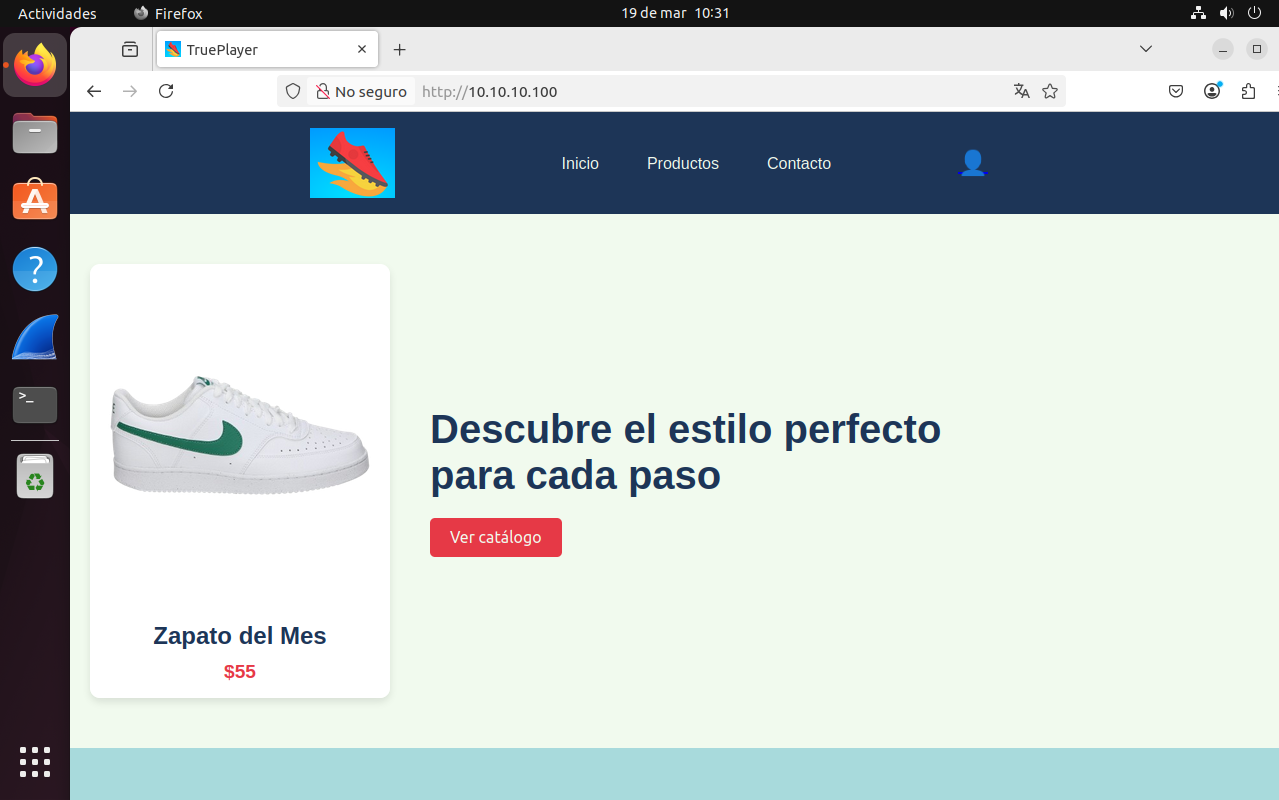 Actividades
Firefox
19 de mar 10:31
TruePlayer
No seguro
http://10.10.10.100
Inicio
Productos
Contacto
Descubre el estilo perfecto
para cada paso
Ver catálogo
Zapato del Mes
$55